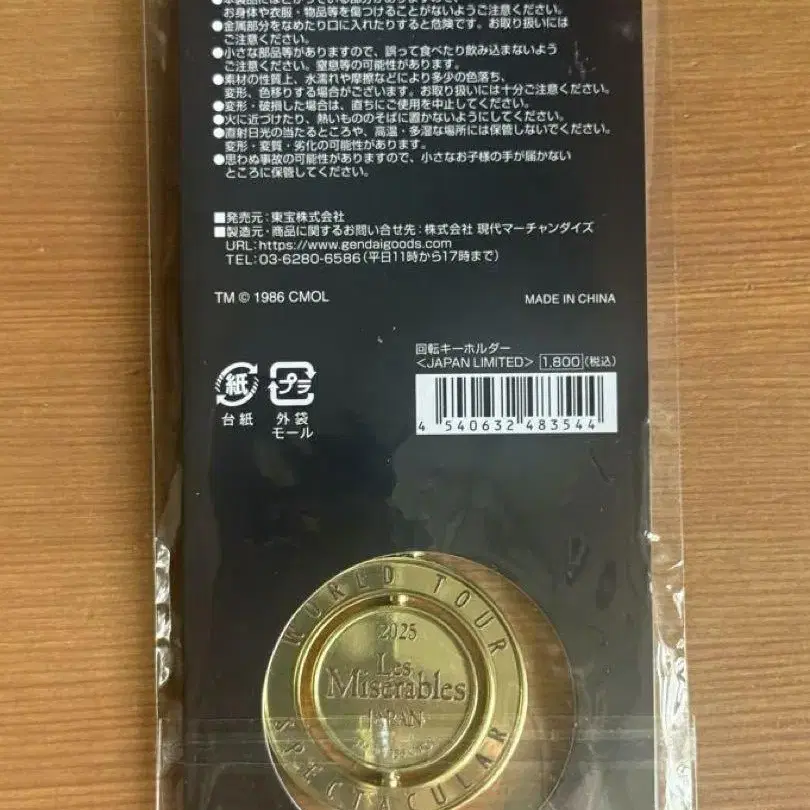 お身体や衣服・物品等を傷つけることがないようご注意ください。
●金属部分をなめたり口に入れたりすると危険です。お取り扱いには
ご注意ください。
●小さな部品等がありますので、誤って食べたり飲み込まないよう
ご注意ください。窒息等の可能性があります。
●素材の性質上、水濡れや摩擦などにより多少の色落ち、
変形、色移りする場合がございます。お取り扱いには十分ご注意ください。
●変形・破損した場合は、直ちにご使用を中止してください。
●火に近づけたり、熱いもののそばに置かないようにしてください。
●直射日光の当たるところや、高温・多湿な場所には保管しないでください。
変形・変質・劣化の可能性があります。
●思わぬ事故の可能性がありますので、小さなお子様の手が届かない
ところに保管してください。
■発売元:東宝株式会社
■製造元・商品に関するお問い合せ先:株式会社 現代マーチャンダイズ
URL:https://www.gendaigoods.com
TEL:03-6280-6586(平日11時から17時まで)
TM © 1986 CMOL
MADE IN CHINA
回転キーホルダー
<JAPAN LIMITED> 1,800(税込)
紙
プラ
台紙
外袋
モール
4 540632 483544
WORLD TOUR
2025
Les
Misérables
JAPAN
SPECTACULAR